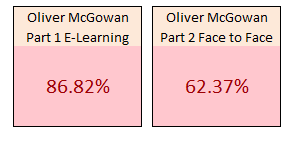 Oliver McGowan
Part 1 E-Learning
86.82%
Oliver McGowan
Part 2 Face to Face
62.37%